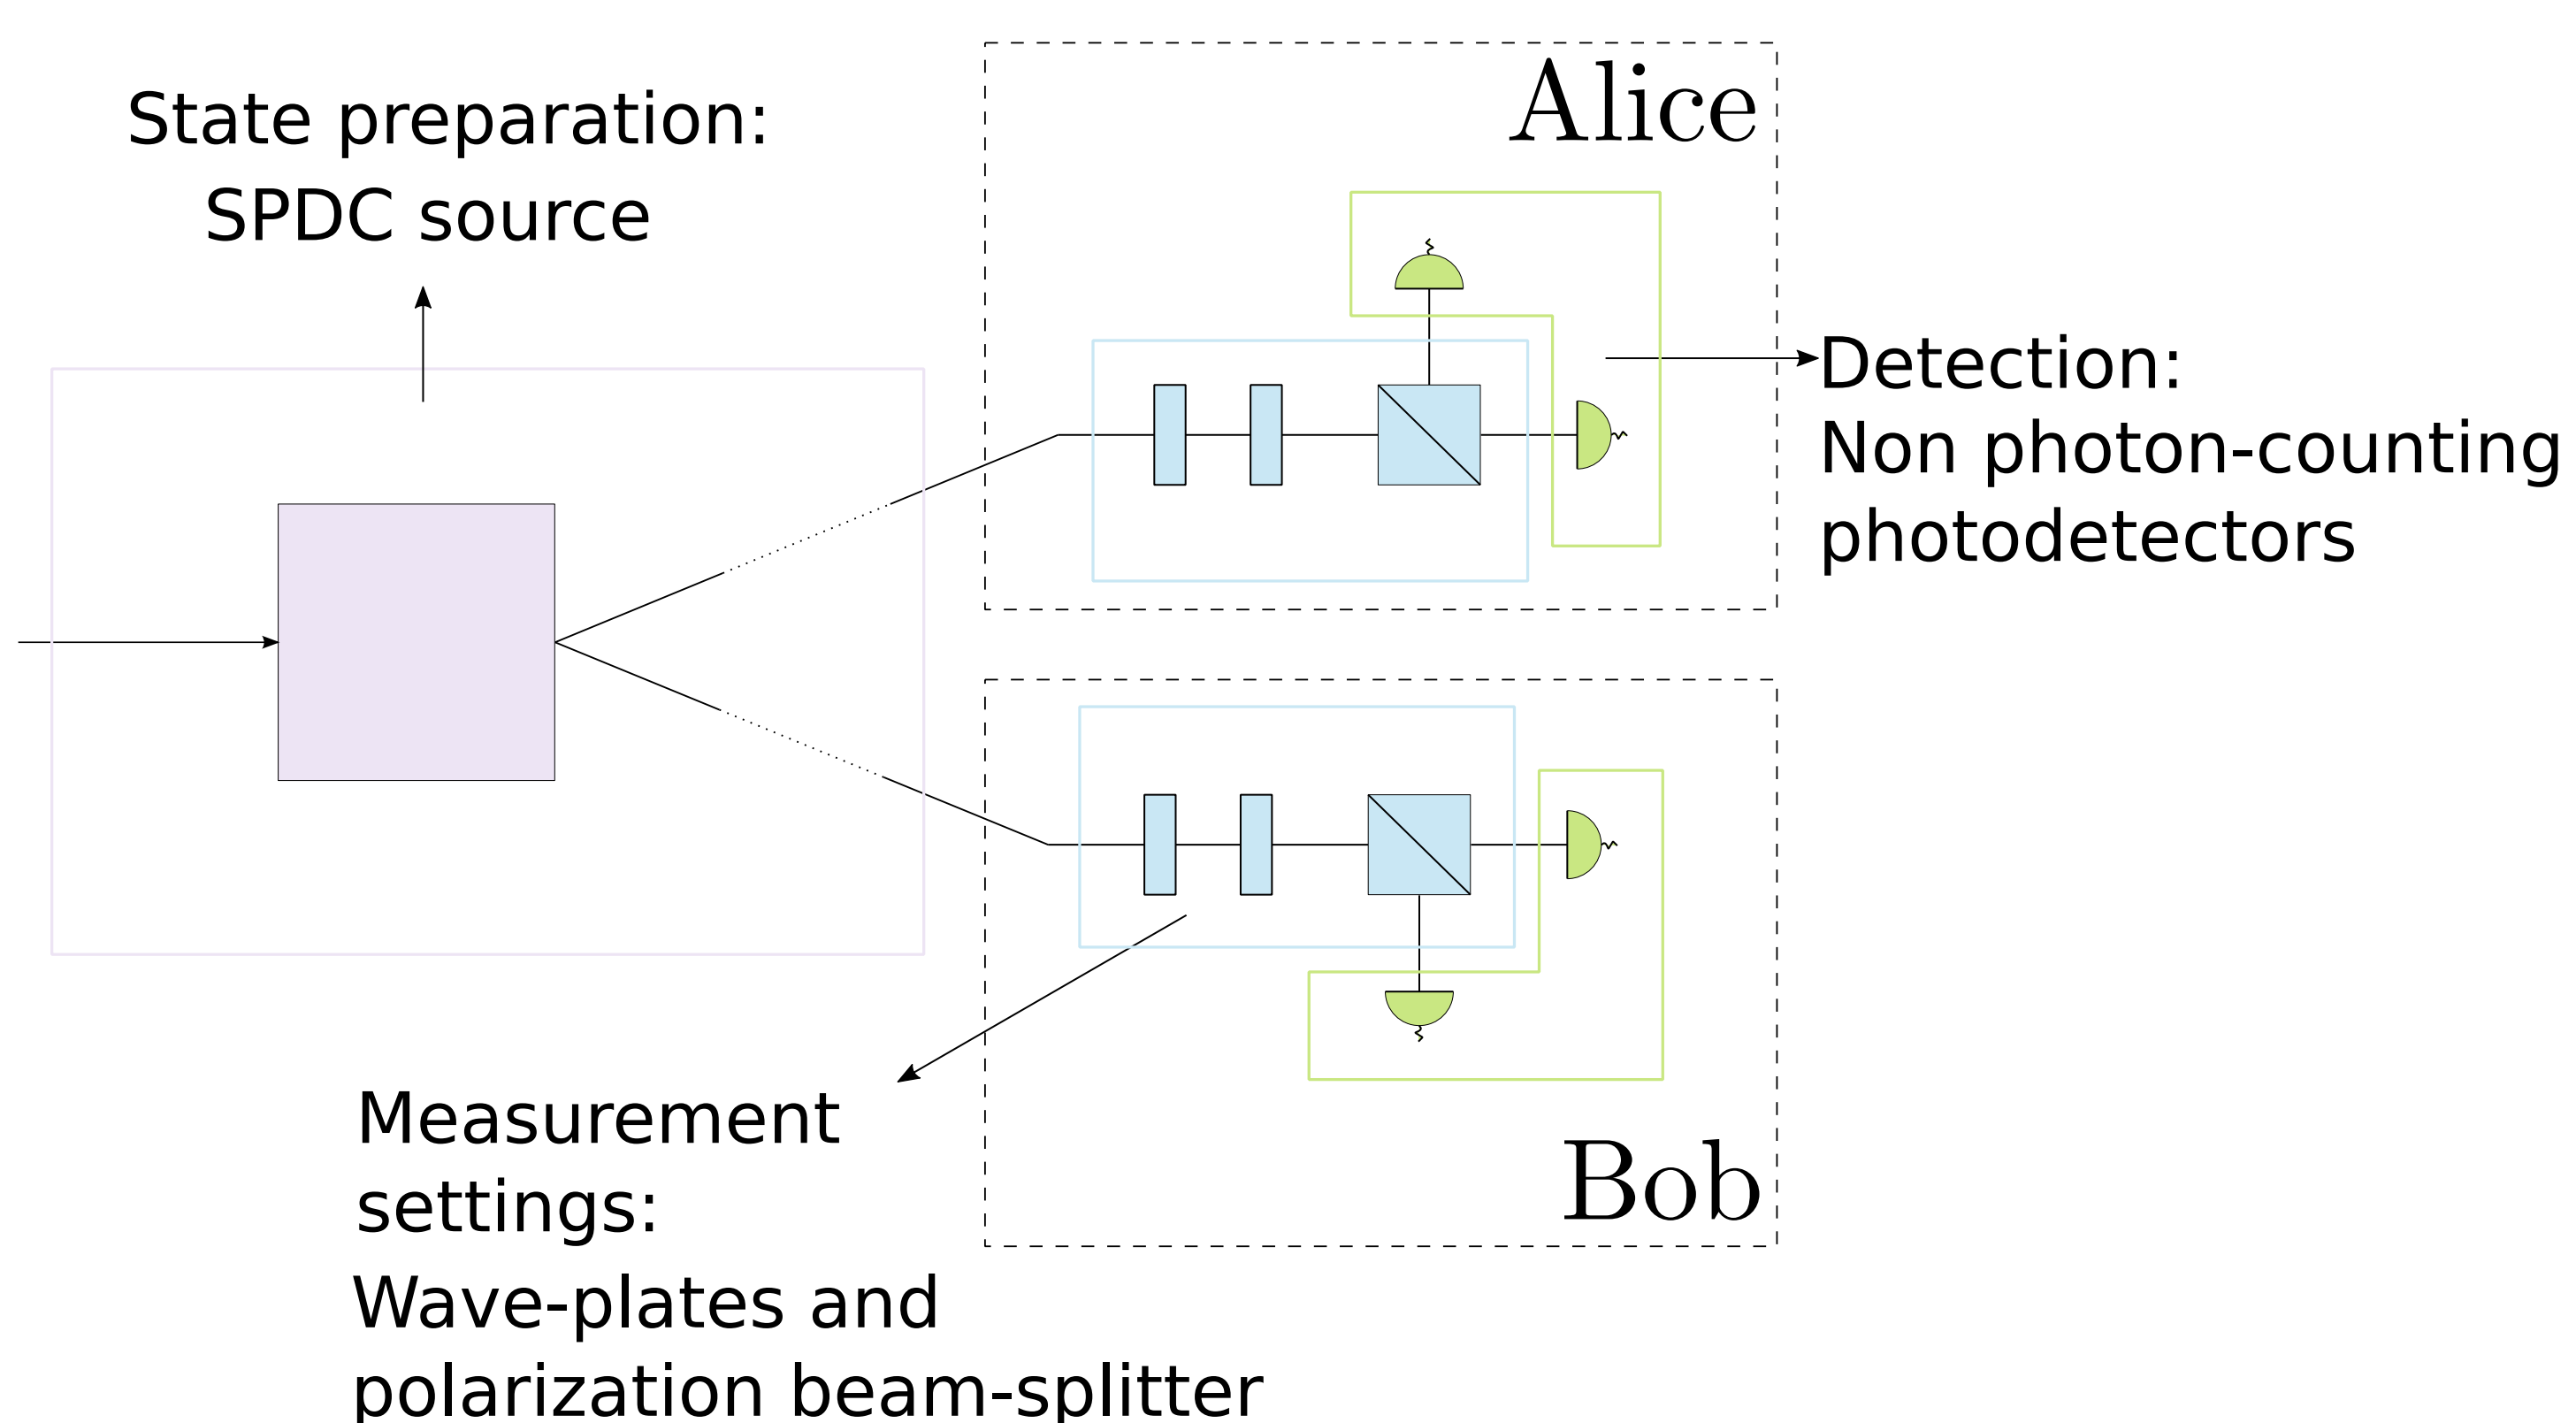 State preparation:
SPDC source
Alice
Detection:
Non photon-counting
photodetectors
Measurement
settings:
Wave-plates and
polarization beam-splitter
Bob